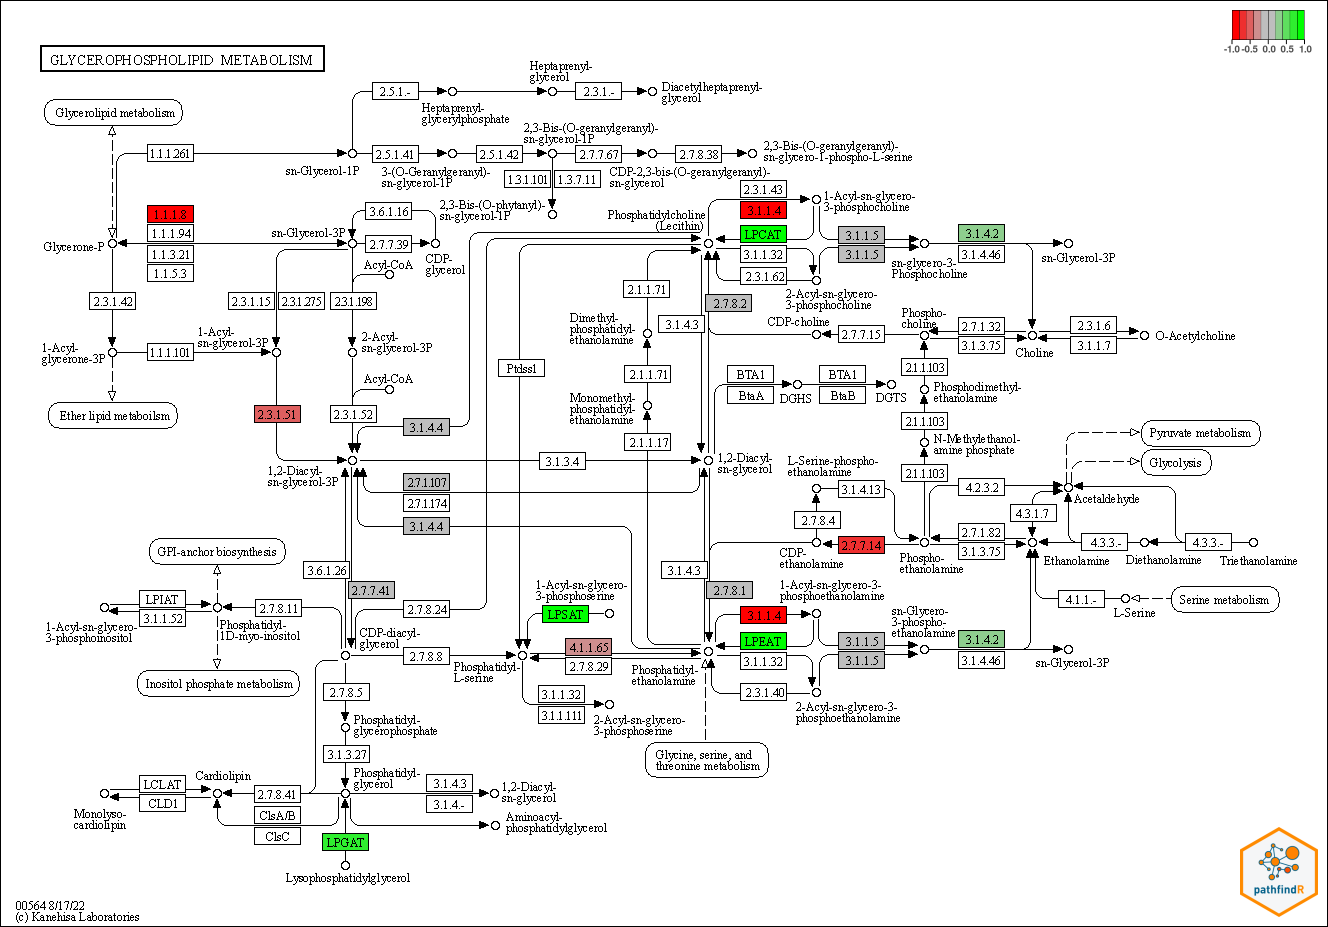 -1.0 -0.5 0.0 0.5 1.0
GLYCEROPHOSPHOLIPID METABOLISM
Heptaprenyl-
glycerol
2.5.1.-
2.3.1.-
Diacetylheptaprenyl-
glycerol
Heptaprenyl-
glycerylphosphate
Glycerolipid metabolism
2,3-Bis-(O-geranylgeranyl)-
sn-glycerol-1P
1.1.1.261
sn-Glycerol-1P
2.5.1.41
2.5.1.42
2.7.7.67
2.7.8.38
2,3-Bis-(O-geranylgeranyl)-
sn-glycero-1-phospho-L-serine
3-(O-Geranylgeranyl)-
sn-glycerol-1P
1.3.1.101
1.3.7.11
CDP-2,3-bis-(O-geranylgeranyl)-
sn-glycerol
2,3-Bis-(O-phytanyl)-
sn-glycerol-1P
1.1.1.8
1.1.1.94
1.1.3.21
1.1.5.3
Glycerone-P
sn-Glycerol-3P
3.6.1.16
2.7.7.39
CDP-
glycerol
Phosphatidylcholine
(Lecithin)
2.3.1.43
3.1.1.4
LPCAT
3.1.1.32
2.3.1.62
1-Acyl-sn-glycero-
3-phosphocholine
3.1.1.5
3.1.1.5
sn-glycero-3-
Phosphocholine
3.1.4.2
3.1.4.46
sn-Glycerol-3P
2-Acyl-sn-glycero-
3-phosphocholine
Acyl-CoA
2.3.1.42
2.3.1.15
2.3.1.275
2.3.1.198
2.1.1.71
2.7.8.2
3.1.4.3
Dimethyl-
phosphatidyl-
ethanolamine
CDP-choline
2.7.7.15
Phospho-
choline
2.7.1.32
3.1.3.75
Choline
2.3.1.6
3.1.1.7
O-Acetylcholine
1-Acyl-
glycerone-3P
1.1.1.101
1-Acyl-
sn-glycerol-3P
2-Acyl-
sn-glycerol-3P
Acyl-CoA
Ptdss1
2.1.1.71
BTA1
BtaA
DGHS
BTA1
BtaB
DGTS
2.1.1.103
Phosphodimethyl-
ethanolamine
Ether lipid metaboilsm
2.3.1.51
2.3.1.52
3.1.4.4
Monomethyl-
phosphatidyl-
ethanolamine
2.1.1.17
2.1.1.103
N-Methylethanol-
amine phosphate
2.1.1.103
Pyruvate metabolism
Glycolysis
1,2-Diacyl-
sn-glycerol-3P
3.1.3.4
1,2-Diacyl-
sn-glycerol
L-Serine-phospho-
ethanolamine
3.1.4.13
4.2.3.2
Acetaldehyde
2.7.1.107
2.7.1.174
3.1.4.4
2.7.8.4
4.3.1.7
CDP-
ethanolamine
2.7.7.14
Phospho-
ethanolamine
2.7.1.82
3.1.3.75
Ethanolamine
4.3.3.-
Diethanolamine
4.3.3.-
Triethanolamine
GPI-anchor biosynthesis
3.6.1.26
2.7.7.41
3.1.4.3
2.7.8.1
1-Acyl-sn-glycero-
3-phosphoserine
LPSAT
1-Acyl-sn-glycero-3-
phosphoethanolamine
4.1.1.-
L-Serine
Serine metabolism
LPIAT
3.1.1.52
1-Acyl-sn-glycero-
3-phosphoinositol
Phosphatidyl-
1D-myo-inositol
2.7.8.11
2.7.8.24
CDP-diacyl-
glycerol
2.7.8.8
Phosphatidyl-
L-serine
4.1.1.65
2.7.8.29
Phosphatidyl-
ethanolamine
3.1.1.4
LPEAT
3.1.1.32
2.3.1.40
3.1.1.5
3.1.1.5
sn-Glycero-
3-phospho-
ethanolamine
3.1.4.2
3.1.4.46
sn-Glycerol-3P
2-Acyl-sn-glycero-3-
phosphoethanolamine
Inositol phosphate metabolism
2.7.8.5
3.1.1.32
3.1.1.111
2-Acyl-sn-glycero-
3-phosphoserine
Phosphatidyl-
glycerophosphate
3.1.3.27
Glycine, serine, and
threonine metabolism
LCLAT
CLD1
Monolyso-
cardiolipin
Cardiolipin
2.7.8.41
ClsA/B
ClsC
Phosphatidyl-
glycerol
3.1.4.3
3.1.4.-
1,2-Diacyl-
sn-glycerol
Aminoacyl-
phosphatidylglycerol
LPGAT
Lysophosphatidylglycerol
pathfindR
00564 8/17/22
(c) Kanehisa Laboratories